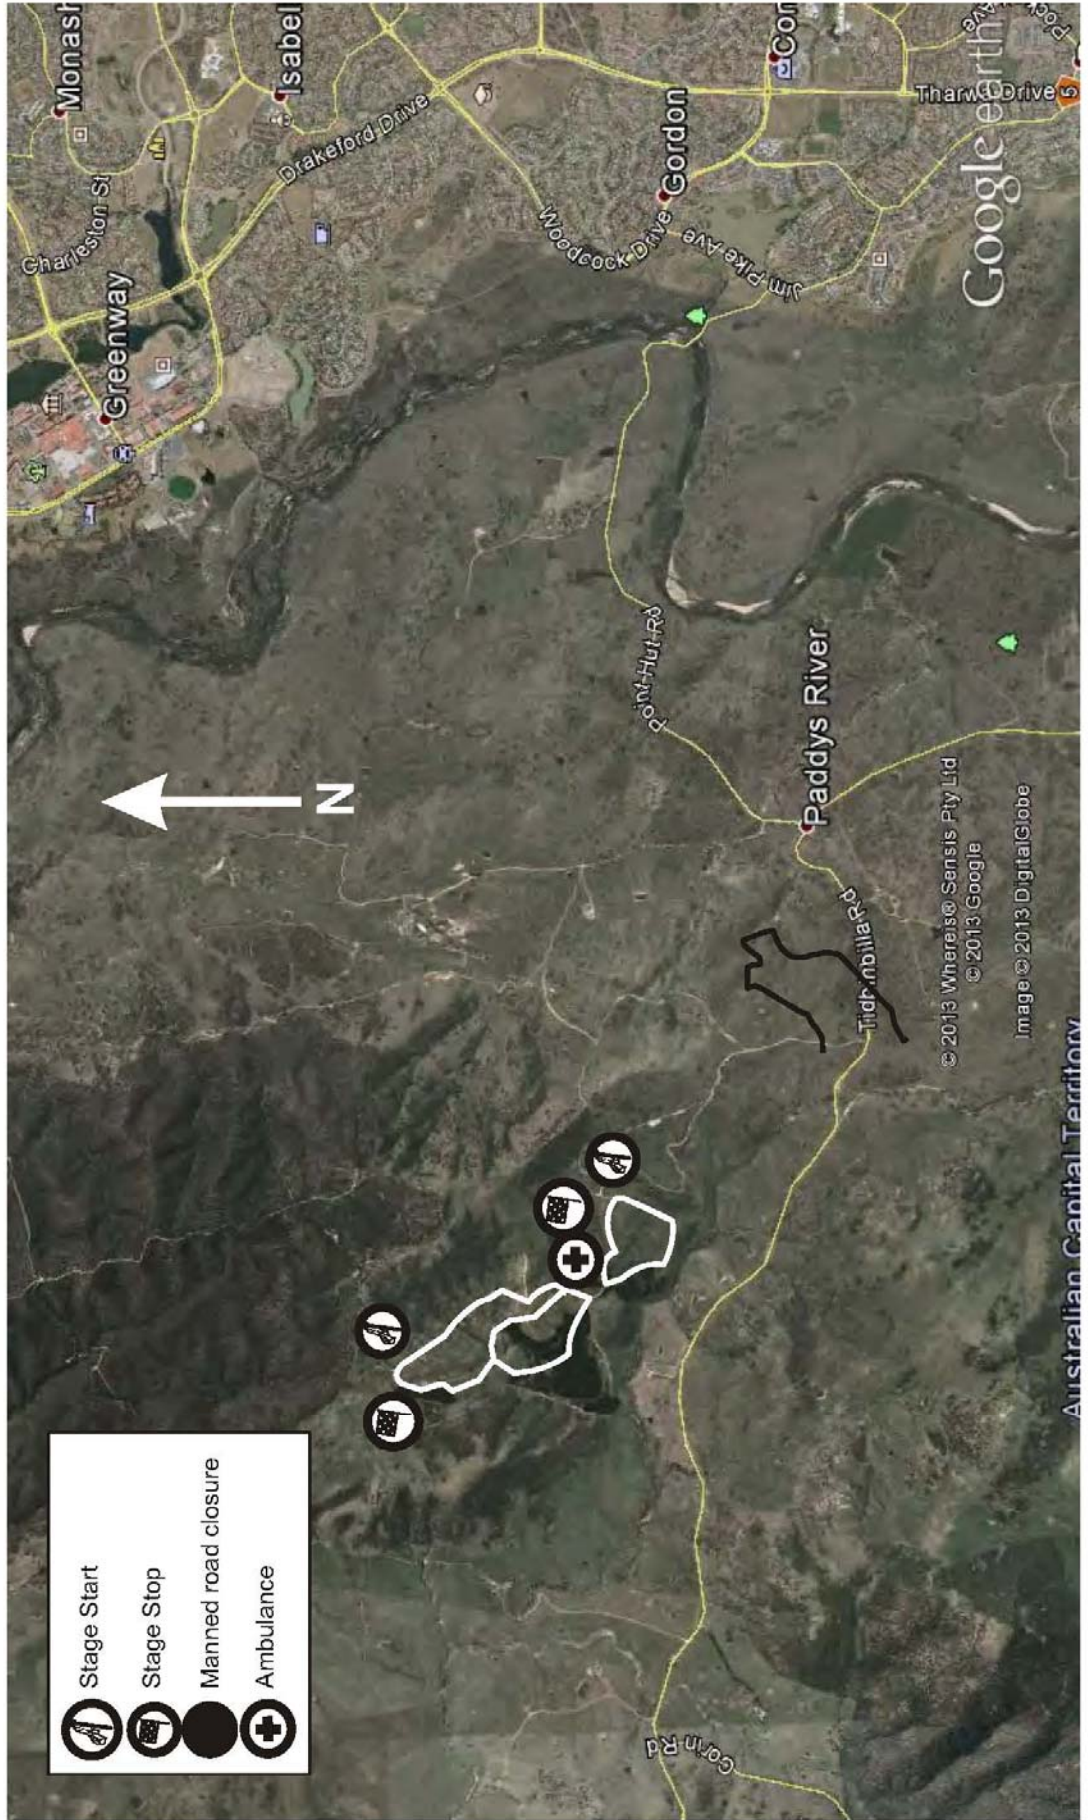 Stage Start
Stage Stop
Manned road closure
Ambulance
N
Greenway
Charleston St
Monash
Isabel
Drakeford Drive
Woodcock Drive
Gordon
Jim Pike Ave
Con
Tharwa Drive
5
Point Hut Rd
Paddys River
Tidbinbilla Rd
Corin Rd
© 2013 Whereis® Sensis Pty Ltd
© 2013 Google
Image © 2013 DigitalGlobe
Australian Capital Territory
Google earth